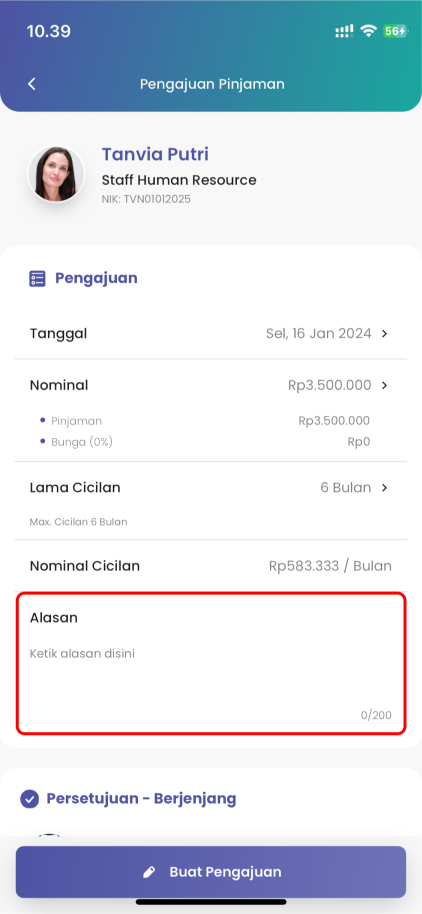 10.39
56
Pengajuan Pinjaman
Tanvia Putri
Staff Human Resource
NIK: TVN01012025
Pengajuan
Tanggal Sel, 16 Jan 2024
Nominal Rp3.500.000
Pinjaman Rp3.500.000
Bunga (0%) Rp0
Lama Cicilan 6 Bulan
Max. Cicilan 6 Bulan
Nominal Cicilan Rp583.333 / Bulan
Alasan
Ketik alasan disini
0/200
Persetujuan - Berjenjang
Buat Pengajuan